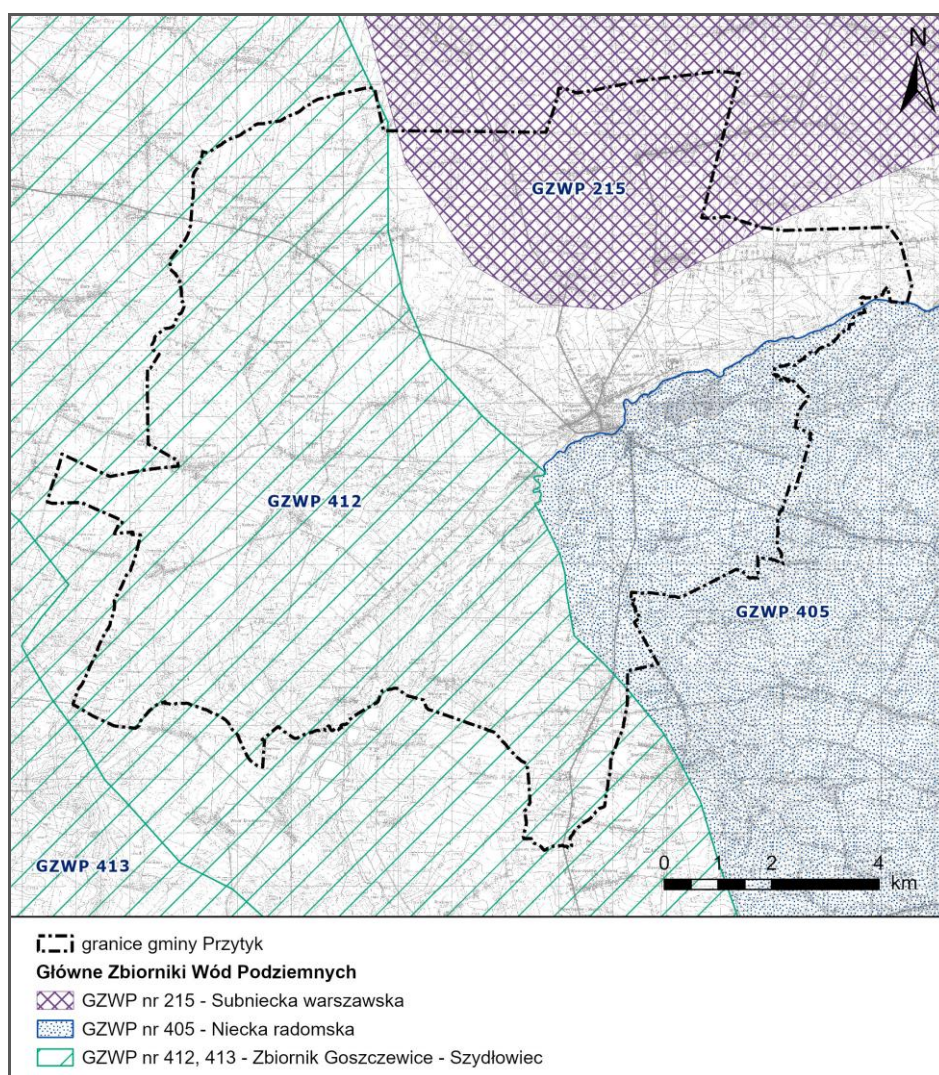 N
GZWP 215
GZWP 412
GZWP 405
GZWP 413
0 1 2 4
km
granice gminy Przytyk
Główne Zbiorniki Wód Podziemnych
GZWP nr 215 - Subniecka warszawska
GZWP nr 405 - Niecka radomska
GZWP nr 412, 413 - Zbiornik Goszczewice - Szydłowiec